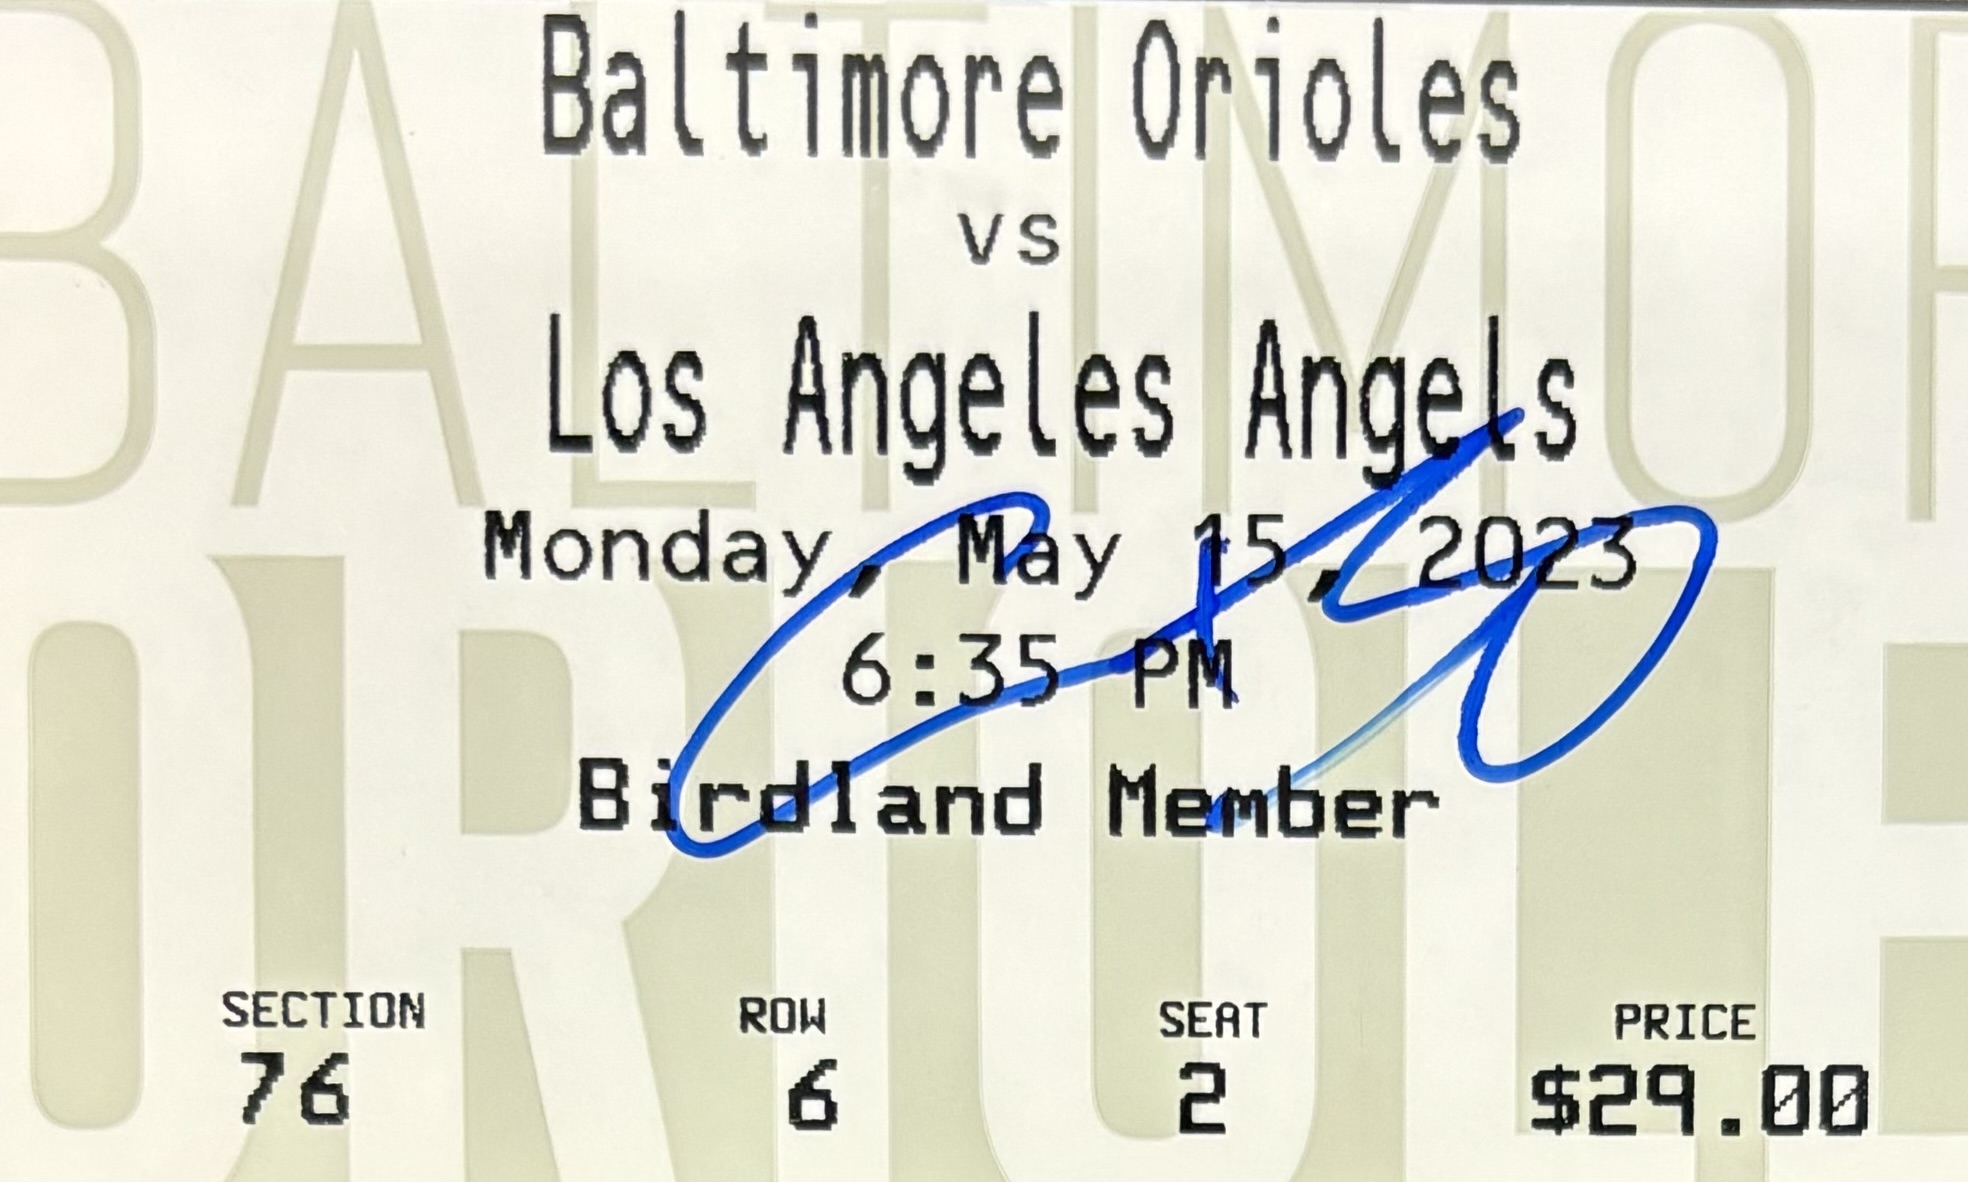 Baltimore Orioles
vs
Los Angeles Angels
Monday, May 15, 2023
6:35 PM
Birdland Member
SECTION ROW SEAT PRICE
76 6 2 $29.00